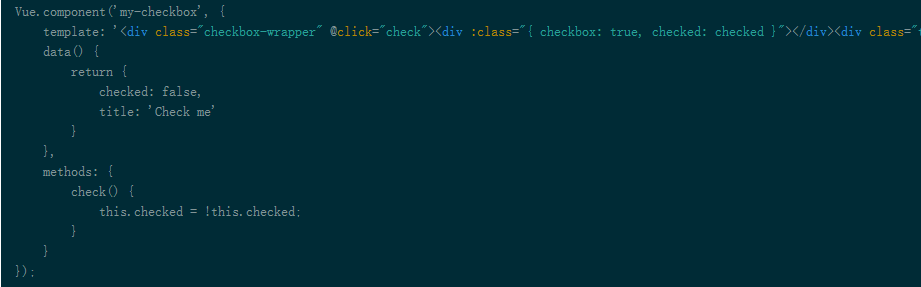 Vue.component('my-checkbox', {
    template: '<div class="checkbox-wrapper" @click="check"><div :class="{ checkbox: true, checked: checked }"></div><div class="
    data() {
        return {
            checked: false,
            title: 'Check me'
        }
    },
    methods: {
        check() {
            this.checked = !this.checked;
        }
    }
});